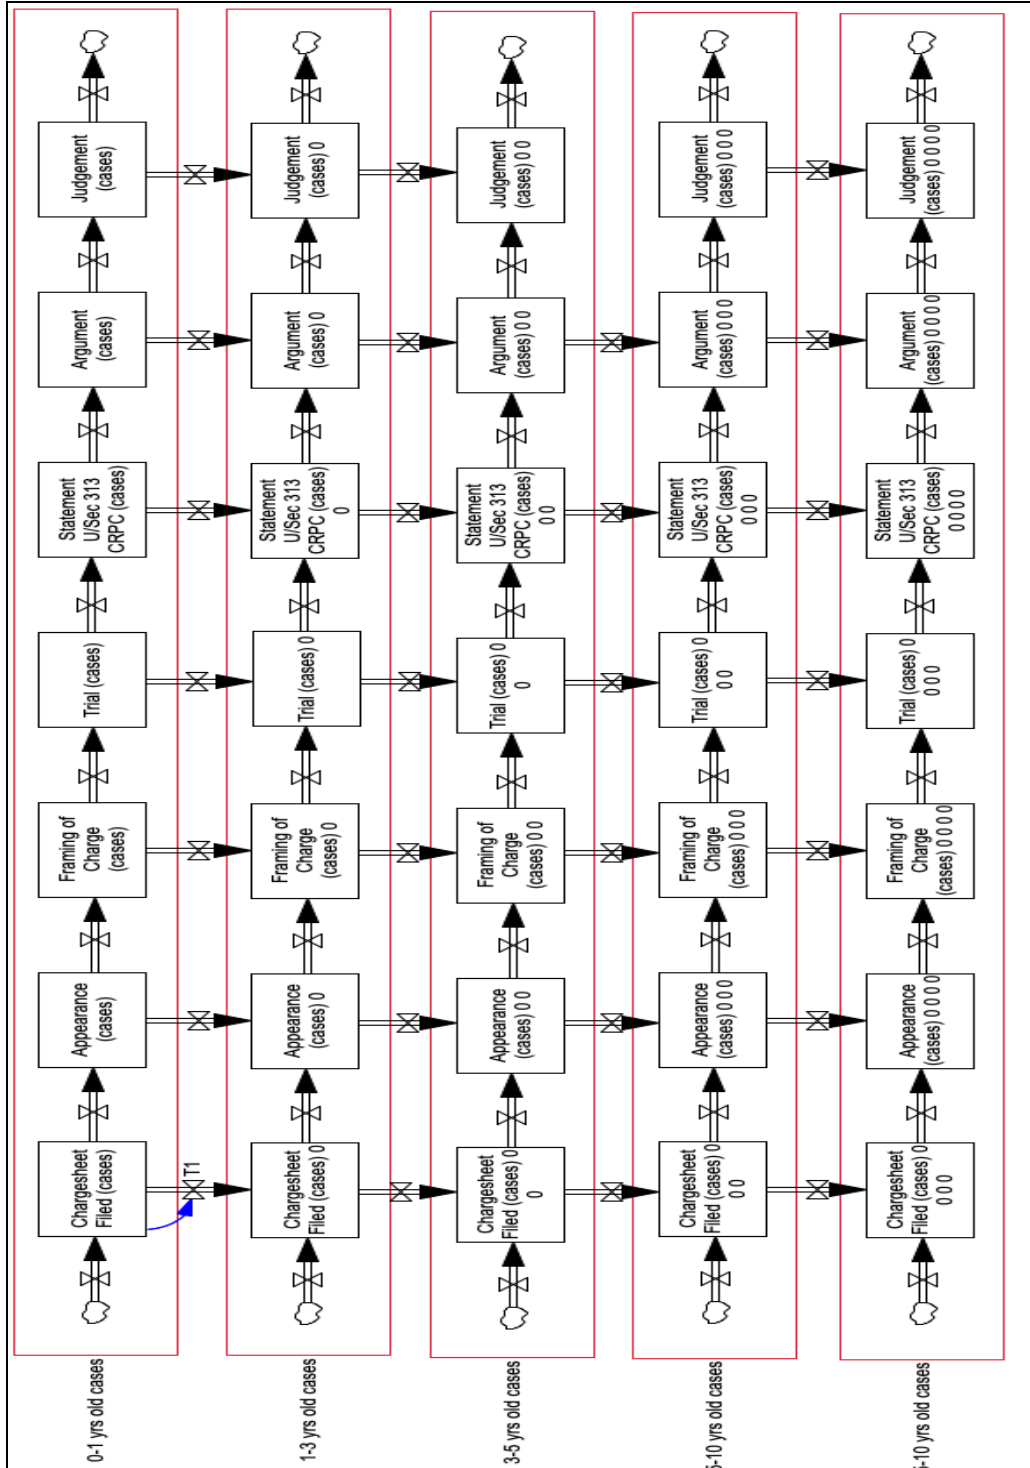 0-1 yrs old cases
Chargesheet
Filed (cases)
Appearance
(cases)
Framing of
Charge
(cases)
Trial (cases)
Statement
U/Sec 313
CRPC (cases)
Argument
(cases)
Judgement
(cases)
T1
1-3 yrs old cases
Chargesheet
Filed (cases) 0
Appearance
(cases) 0
Framing of
Charge
(cases) 0
Trial (cases) 0
Statement
U/Sec 313
CRPC (cases)
0
Argument
(cases) 0
Judgement
(cases) 0
3-5 yrs old cases
Chargesheet
Filed (cases) 0
0
Appearance
(cases) 0 0
Framing of
Charge
(cases) 0 0
Trial (cases) 0
0
Statement
U/Sec 313
CRPC (cases)
0 0
Argument
(cases) 0 0
Judgement
(cases) 0 0
-10 yrs old cases
Chargesheet
Filed (cases) 0
0 0
Appearance
(cases) 0 0 0
Framing of
Charge
(cases) 0 0 0
Trial (cases) 0
0 0
Statement
U/Sec 313
CRPC (cases)
0 0 0
Argument
(cases) 0 0 0
Judgement
(cases) 0 0 0
-10 yrs old cases
Chargesheet
Filed (cases) 0
0 0 0
Appearance
(cases) 0 0 0 0
Framing of
Charge
(cases) 0 0 0 0
Trial (cases) 0
0 0 0
Statement
U/Sec 313
CRPC (cases)
0 0 0 0
Argument
(cases) 0 0 0 0
Judgement
(cases) 0 0 0 0